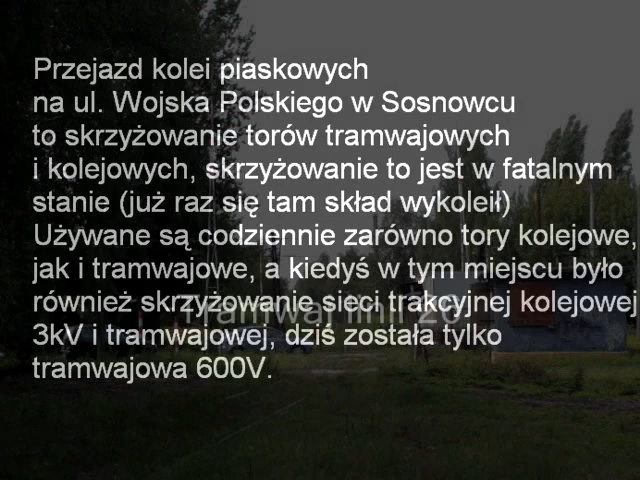 Przejazd kolei piaskowych
na ul. Wojska Polskiego w Sosnowcu
to skrzyżowanie torów tramwajowych
i kolejowych, skrzyżowanie to jest w fatalnym
stanie (już raz się tam skład wykoleił)
Używane są codziennie zarówno tory kolejowe,
jak i tramwajowe, a kiedyś w tym miejscu było
również skrzyżowanie sieci trakcyjnej kolejowej
3kV i tramwajowej, dziś została tylko
tramwajowa 600V.